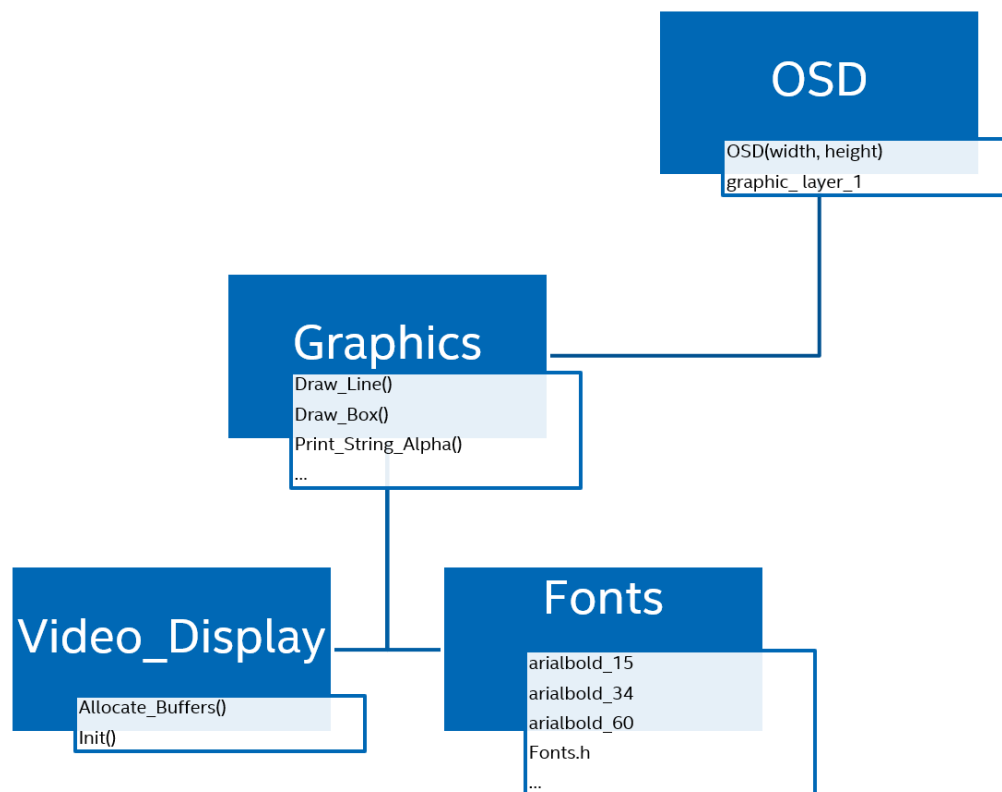 OSD
OSD(width, height)
graphic_ layer_1
Graphics
Draw_Line()
Draw_Box()
Print_String_Alpha()
...
Video_Display
Allocate_Buffers()
Init()
Fonts
arialbold_15
arialbold_34
arialbold_60
Fonts.h
...